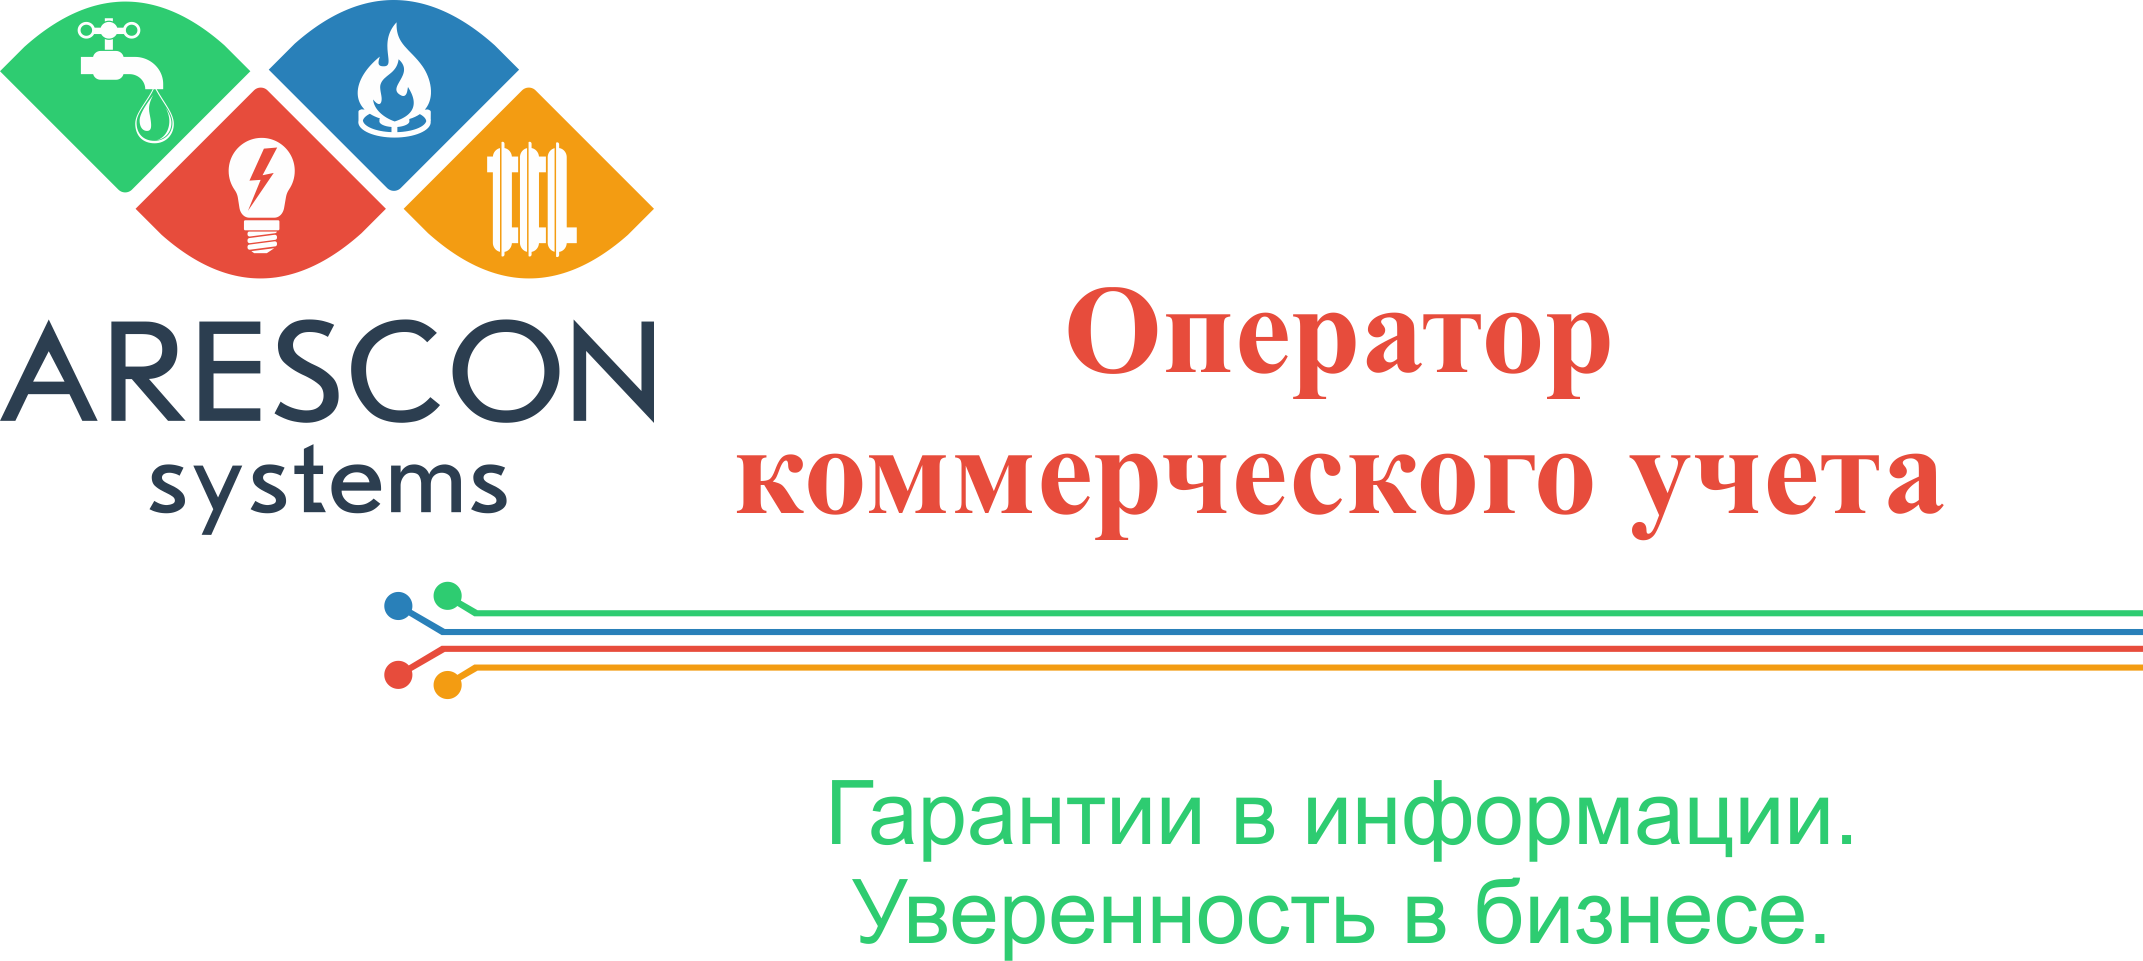 ARESCON
systems
Оператор
коммерческого учета
Гарантии в информации.
Уверенность в бизнесе.